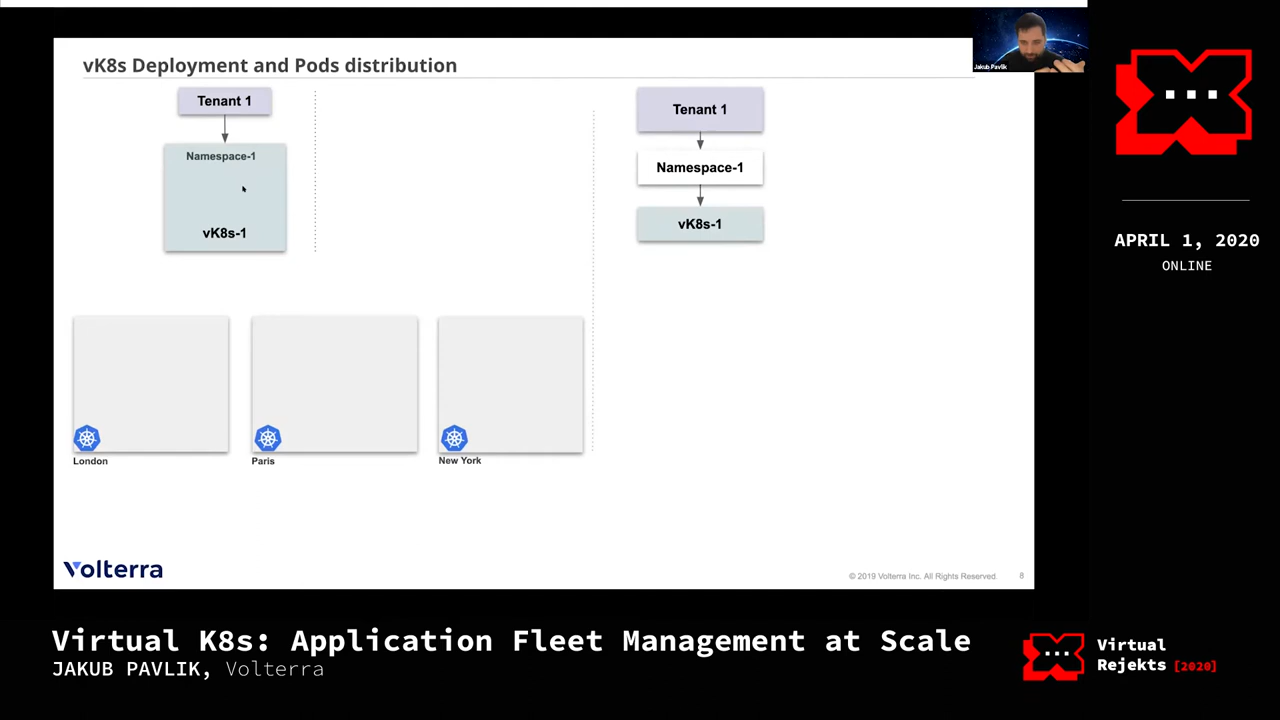 vK8s Deployment and Pods distribution
Jakub Pavlik
Tenant 1
Namespace-1
vK8s-1
Tenant 1
Namespace-1
vK8s-1
London
Paris
New York
Volterra
© 2019 Volterra Inc. All Rights Reserved.
8
APRIL 1, 2020
ONLINE
Virtual K8s: Application Fleet Management at Scale
JAKUB PAVLIK, Volterra
Virtual
Rejekts [2020]